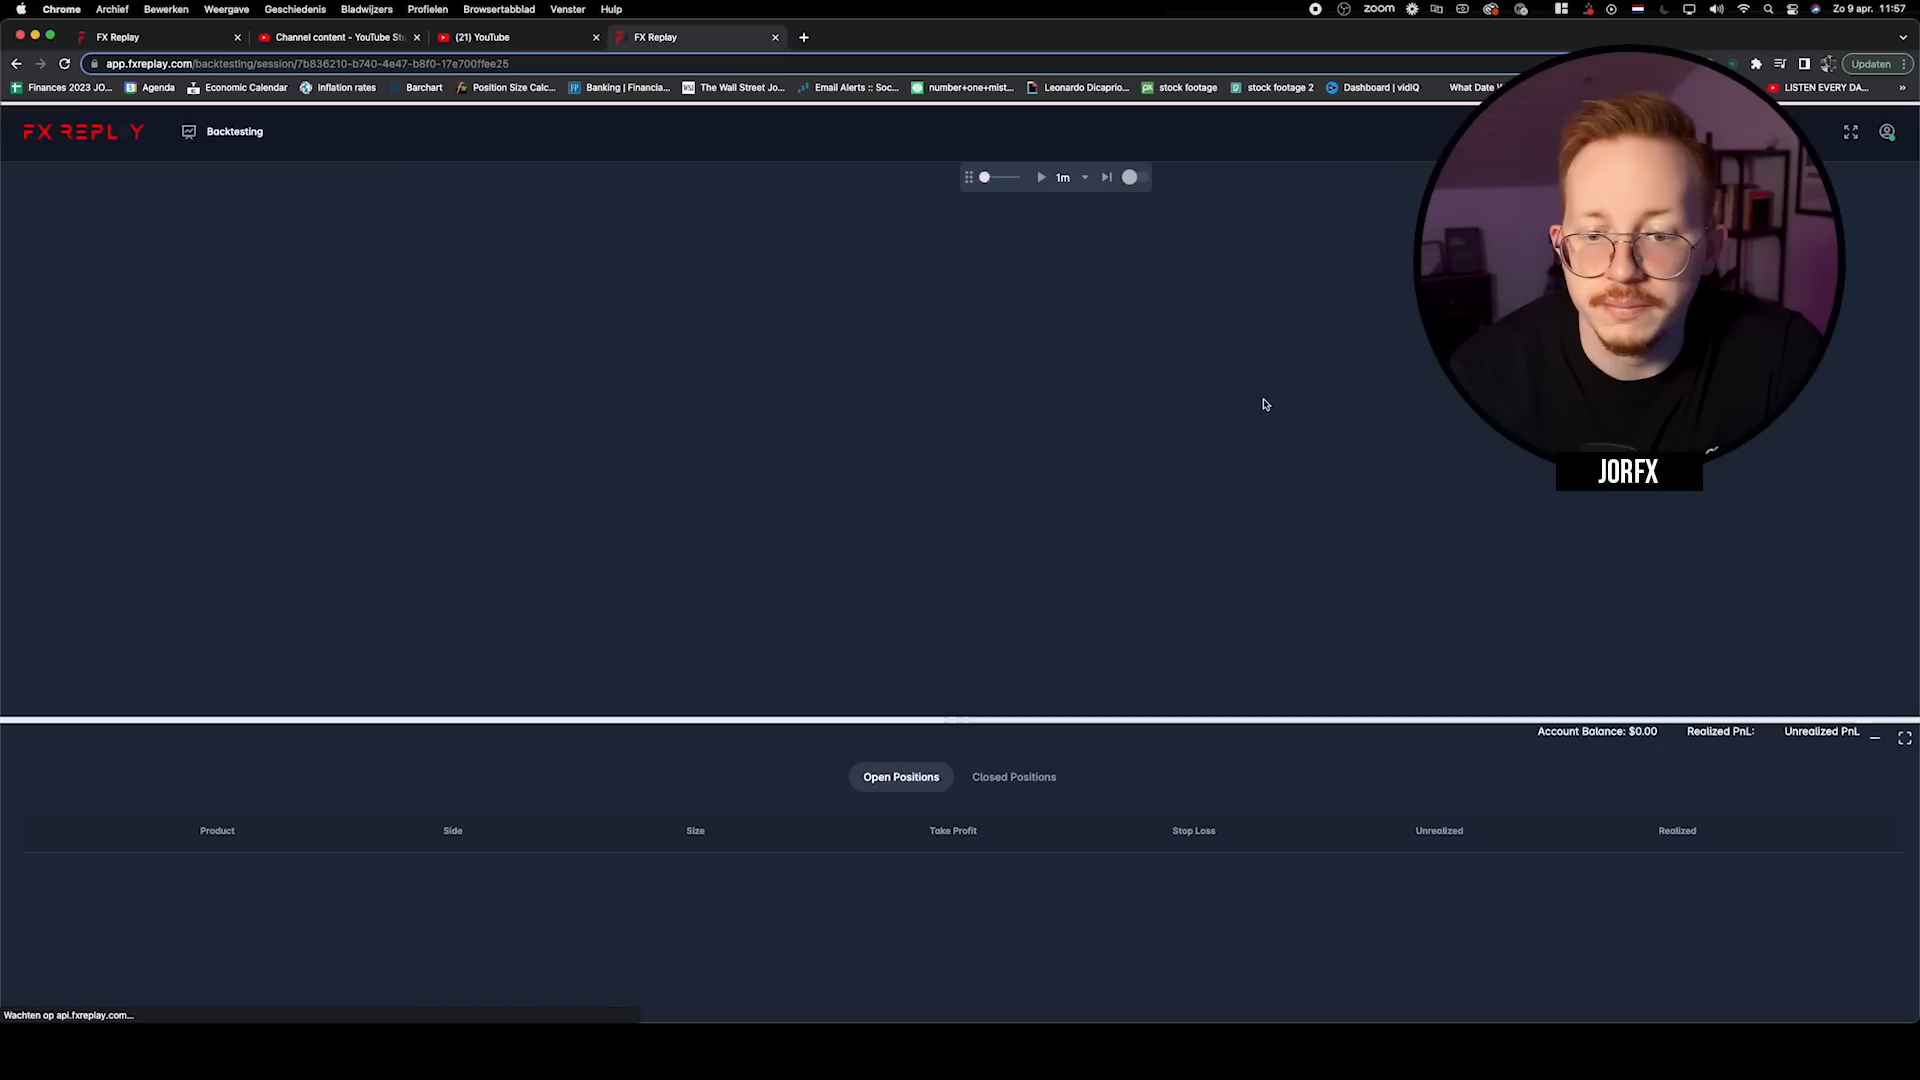 Chrome Archief Bewerken Weergave Geschiedenis Bladwijzers Profielen Browsertabblad Venster Hulp zoom Zo 9 apr. 11:57
FX Replay Channel content - YouTube Stu (21) YouTube FX Replay
app.fxreplay.com/backtesting/session/7b836210-b740-4e47-b8f0-17e700ffee25 Updaten
Finances 2023 JO... Agenda Economic Calendar Inflation rates Barchart Position Size Calc... Banking | Financia... The Wall Street Jo... Email Alerts :: Soc... number+one+mist... Leonardo Dicaprio... stock footage stock footage 2 Dashboard | vidIQ What Date W LISTEN EVERY DA... »
FX REPL Y Backtesting
1m
JORFX
Account Balance: $0.00 Realized PnL: Unrealized PnL
Open Positions Closed Positions
Product Side Size Take Profit Stop Loss Unrealized Realized
Wachten op api.fxreplay.com...